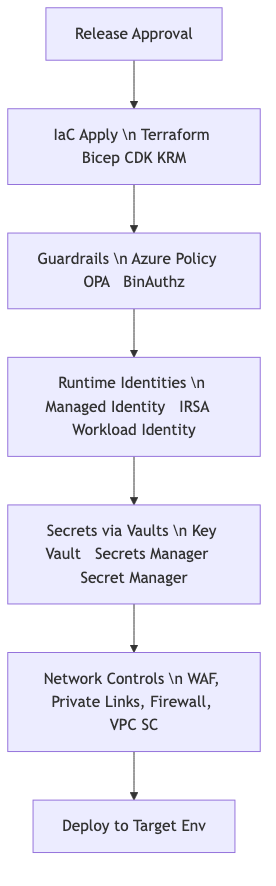 Release Approval
IaC Apply \n Terraform
Bicep CDK KRM
Guardrails \n Azure Policy
OPA BinAuthz
Runtime Identities \n
Managed Identity IRSA
Workload Identity
Secrets via Vaults \n Key
Vault Secrets Manager
Secret Manager
Network Controls \n WAF,
Private Links, Firewall,
VPC SC
Deploy to Target Env